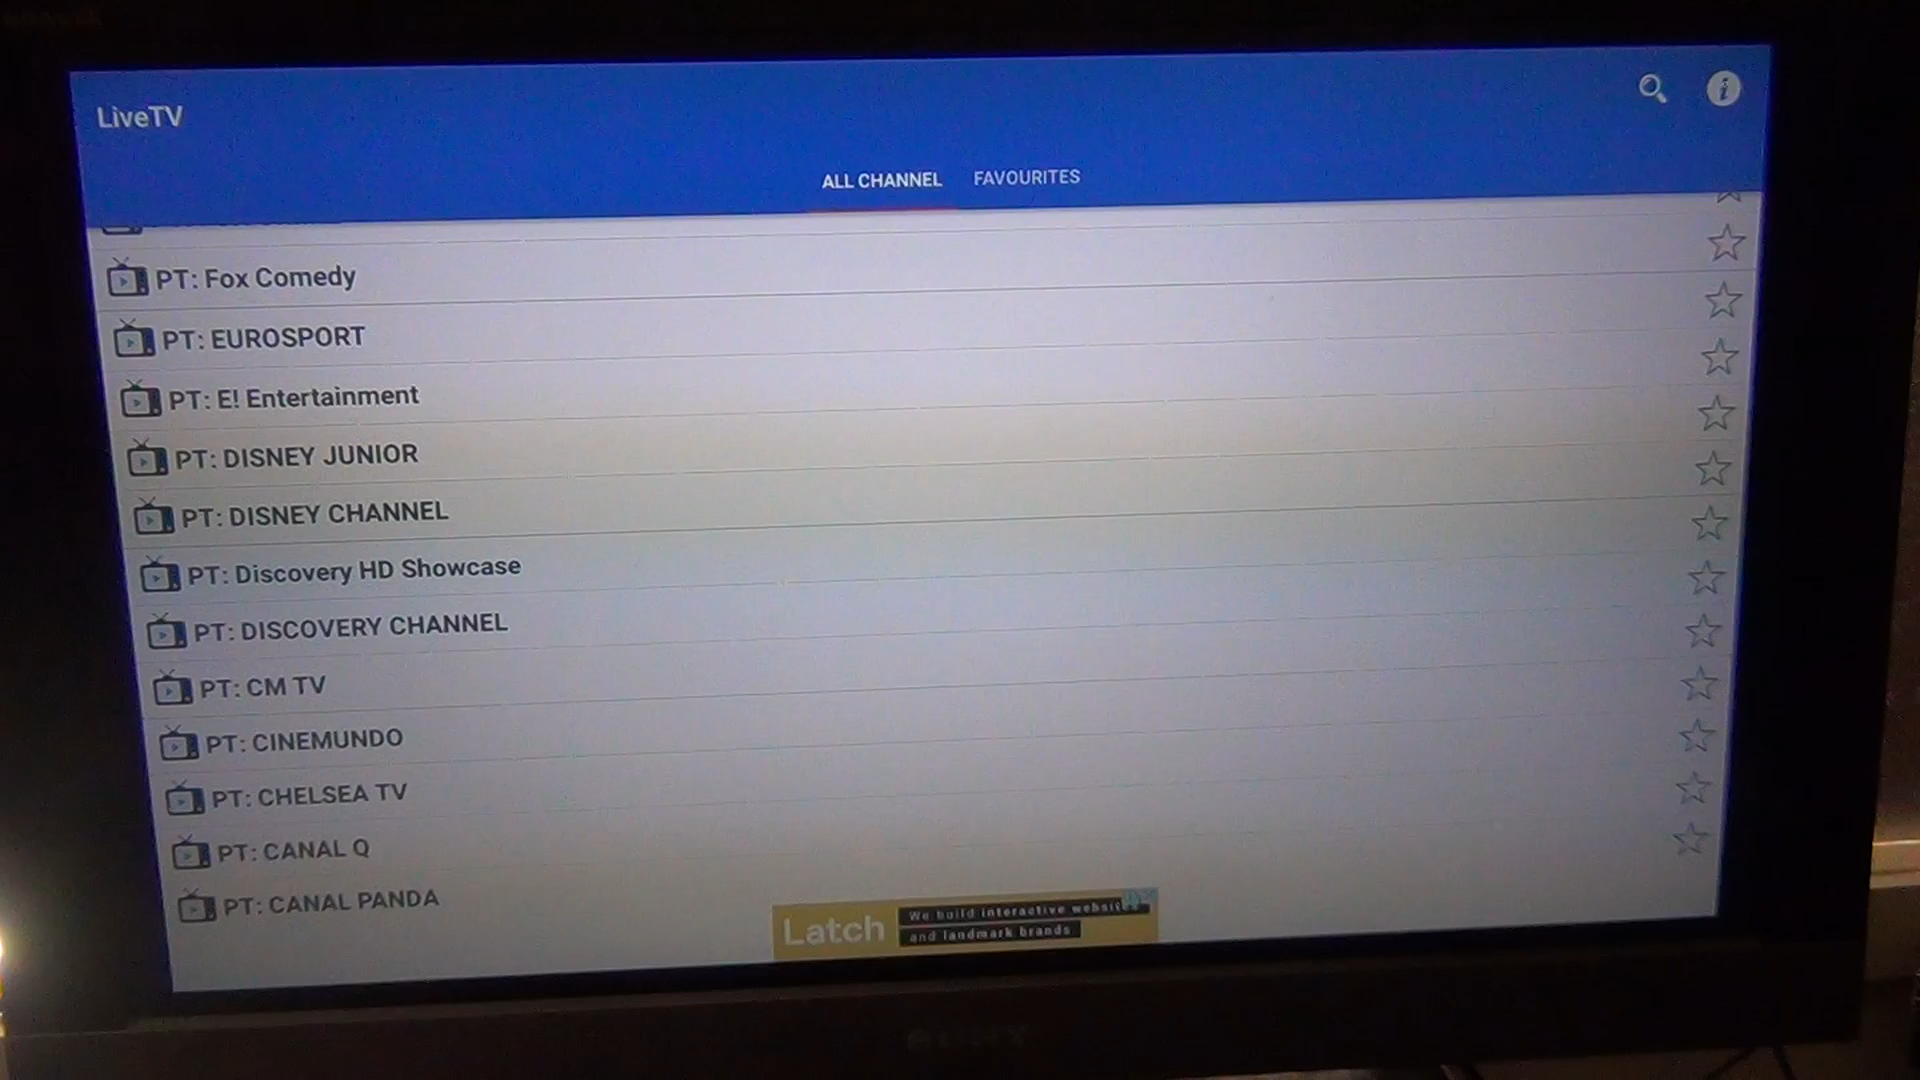 LiveTV
ALL CHANNEL FAVOURITES
PT: Fox Comedy
PT: EUROSPORT
PT: E! Entertainment
PT: DISNEY JUNIOR
PT: DISNEY CHANNEL
PT: Discovery HD Showcase
PT: DISCOVERY CHANNEL
PT: CM TV
PT: CINEMUNDO
PT: CHELSEA TV
PT: CANAL Q
PT: CANAL PANDA
Latch
We build interactive
and landmark brands